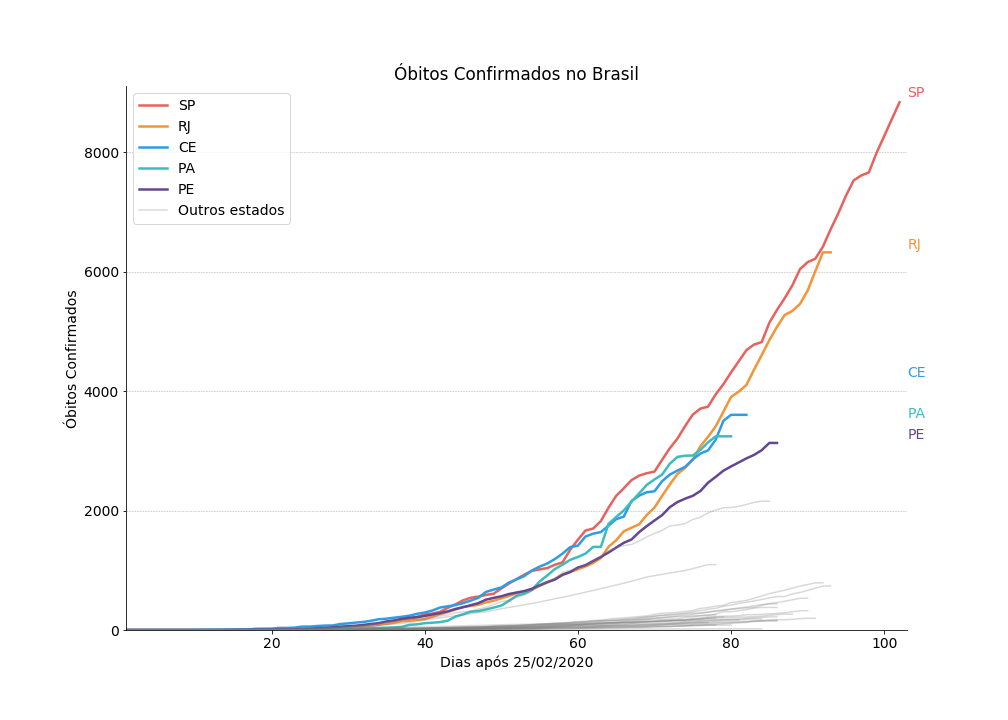 Óbitos Confirmados no Brasil
SP
RJ
CE
PA
PE
Outros estados
SP
RJ
CE
PA
PE
8000
6000
4000
2000
0
Óbitos Confirmados
20 40 60 80 100
Dias após 25/02/2020